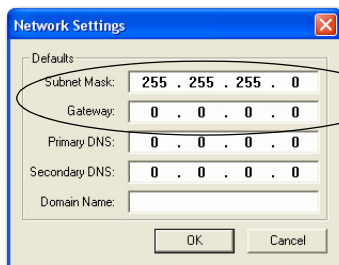 Network Settings
Defaults
Subnet Mask: 255 . 255 . 255 . 0
Gateway: 0 . 0 . 0 . 0
Primary DNS: 0 . 0 . 0 . 0
Secondary DNS: 0 . 0 . 0 . 0
Domain Name:
OK Cancel